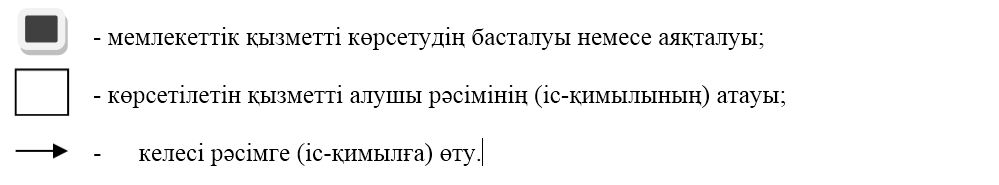 - мемлекеттік қызметті көрсетудің басталуы немесе аяқталуы;
- көрсетілетін қызметті алушы рәсімінің (іс-қимылының) атауы;
- келесі рәсімге (іс-қимылға) өту.